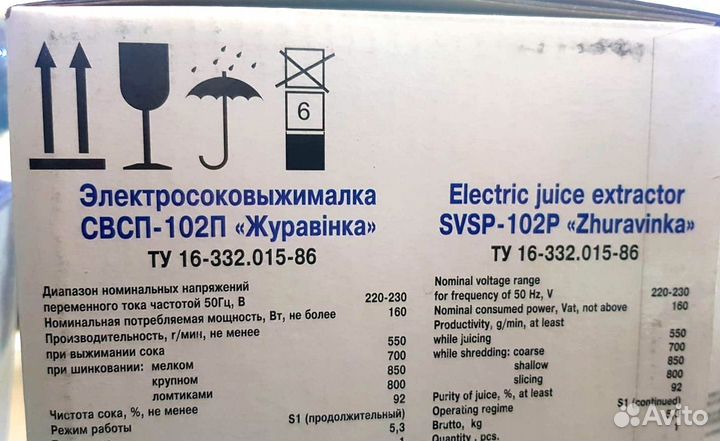 6
Электросоковыжималка
СВСП-102П «Журавінка»
ТУ 16-332.015-86
Диапазон номинальных напряжений
переменного тока частотой 50Гц, В 220-230
Номинальная потребляемая мощность, Вт, не более 160
Производительность, г/мин, не менее
при выжимании сока 550
при шинковании: мелком 700
крупном 850
ломтиками 800
Чистота сока, %, не менее 92
Режим работы S1 (продолжительный)
5,3
1
Electric juice extractor
SVSP-102P «Zhuravinka»
ТУ 16-332.015-86
Nominal voltage range
for frequency of 50 Hz, V 220-230
Nominal consumed power, Vat, not above 160
Productivity, g/min, at least
while juicing 550
while shredding: coarse 700
shallow 850
slicing 800
Purity of juice, %, at least 92
Operating regime S1 (continued)
Brutto, kg
Quantity, pcs. 1
Avito